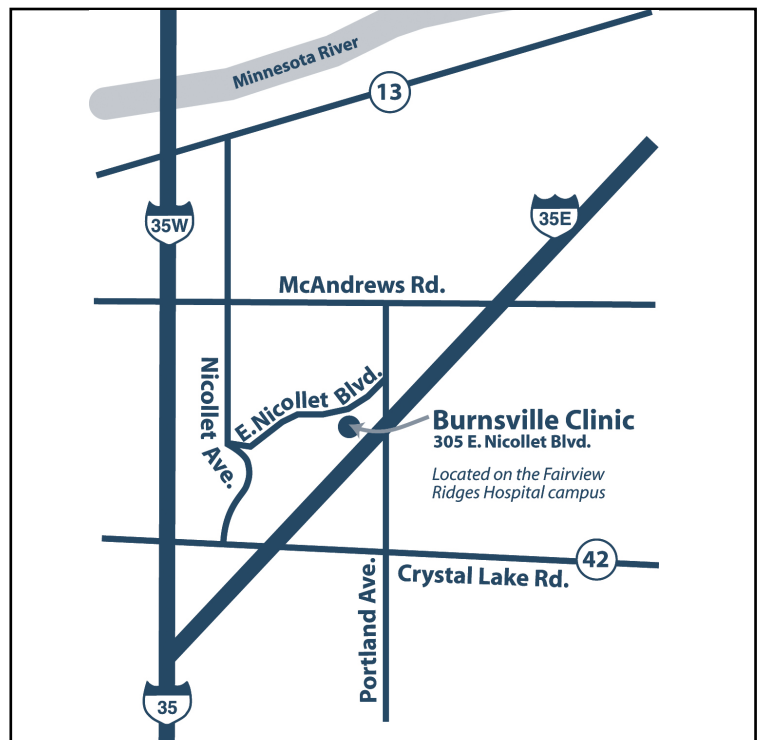 Minnesota River
13
35W
35E
McAndrews Rd.
Nicollet Ave.
E. Nicollet Blvd.
Burnsville Clinic
305 E. Nicollet Blvd.
Located on the Fairview
Ridges Hospital campus
42
Crystal Lake Rd.
Portland Ave.
35